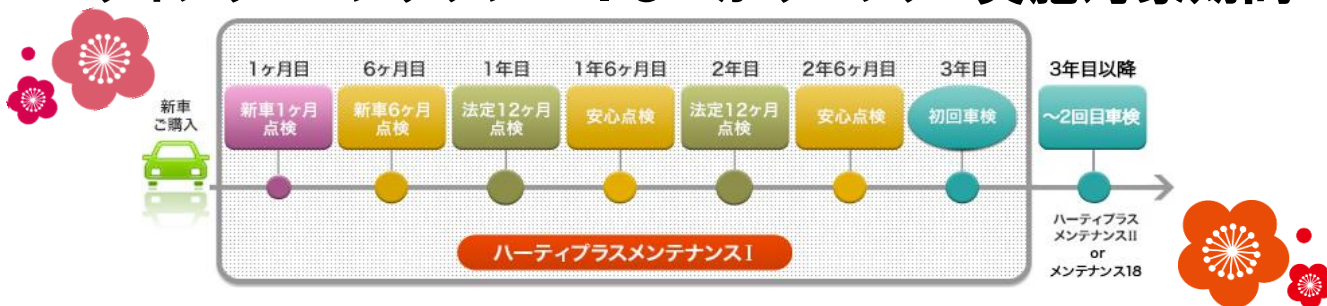 新車
ご購入
1ヶ月目
新車1ヶ月
点検
6ヶ月目
新車6ヶ月
点検
1年目
法定12ヶ月
点検
1年6ヶ月目
安心点検
2年目
法定12ヶ月
点検
2年6ヶ月目
安心点検
3年目
初回車検
3年目以降
～2回目車検
ハーティプラスメンテナンスⅠ
ハーティプラス
メンテナンスII
or
メンテナンス18